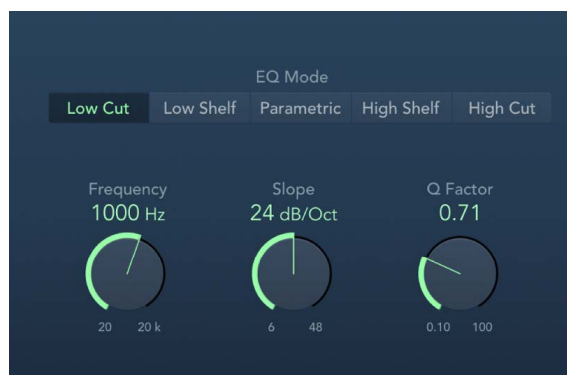 EQ Mode
Low Cut Low Shelf Parametric High Shelf High Cut
Frequency Slope Q Factor
1000 Hz 24 dB/Oct 0.71
20 20 k 6 48 0.10 100